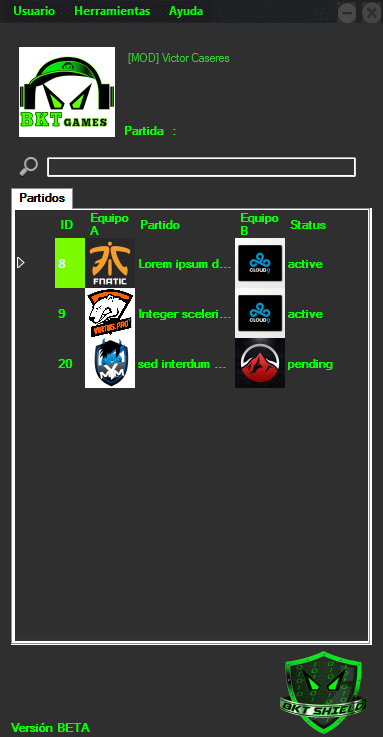 Usuario Herramientas Ayuda
[MOD] Victor Caseres
BKT GAMES
Partida :
Partidos
ID Equipo A Partido Equipo B Status
8 FNATIC Lorem ipsum d... CLOUD9 active
9 VIRTUS.PRO Integer sceleri... CLOUD9 active
20 sed interdum ... pending
BKT SHIELD
Versión BETA